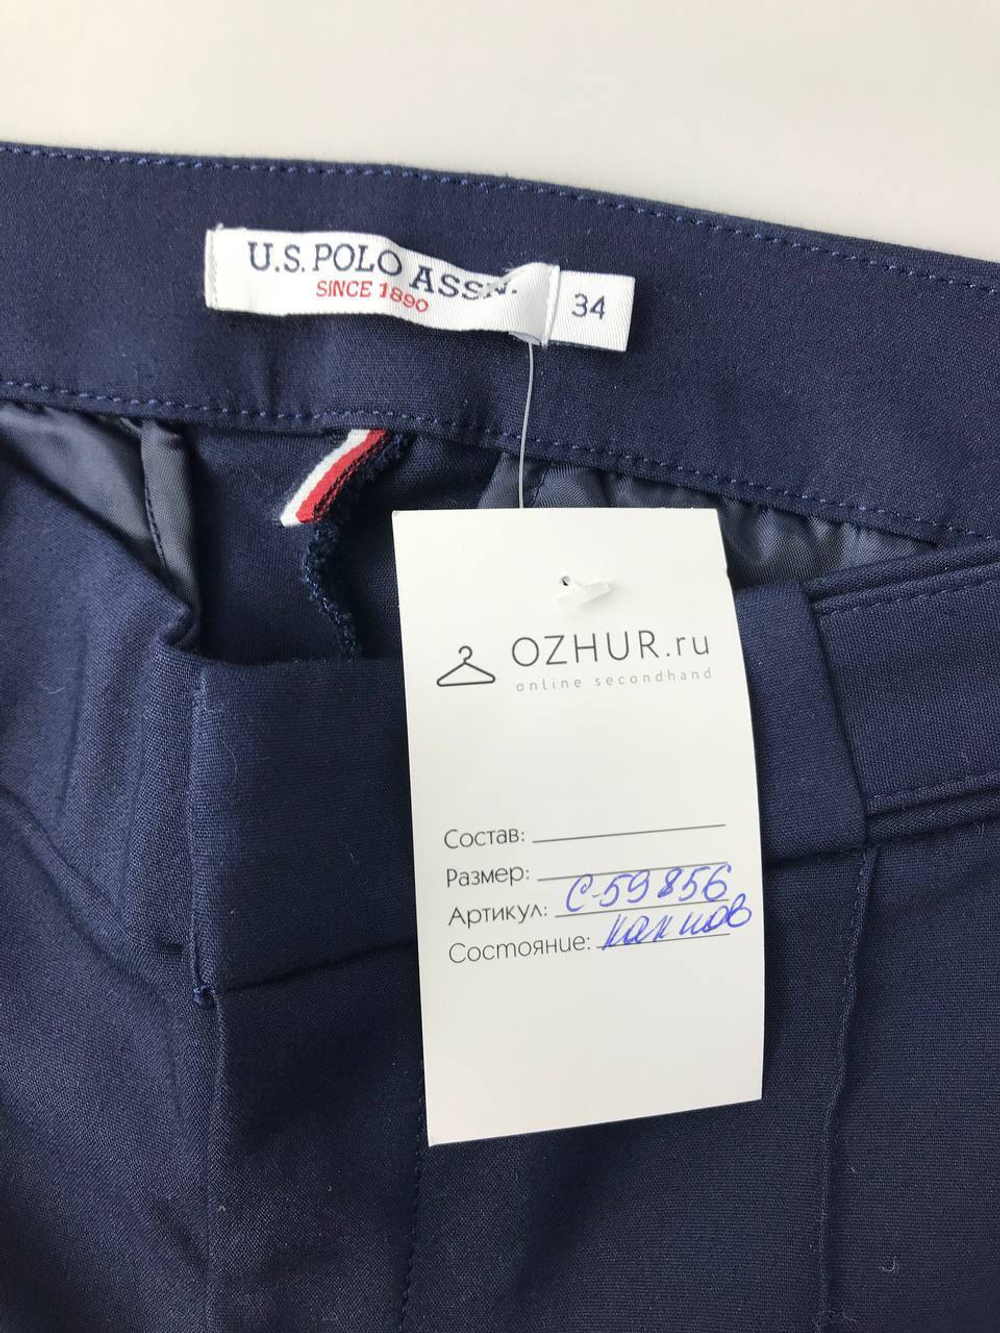 U.S. POLO ASSN.
SINCE 1890
34
OZHUR.ru
online secondhand
Состав:
Размер:
Артикул: С-59856
Состояние: как нов